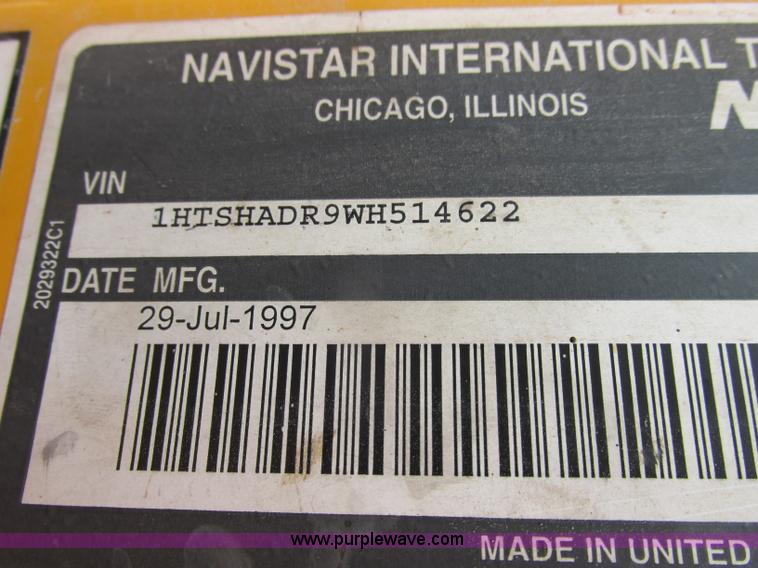 NAVISTAR INTERNATIONAL
CHICAGO, ILLINOIS
VIN
1HTSHADR9WH514622
2029322C1
DATE MFG.
29-Jul-1997
www.purplewave.com
MADE IN UNITED